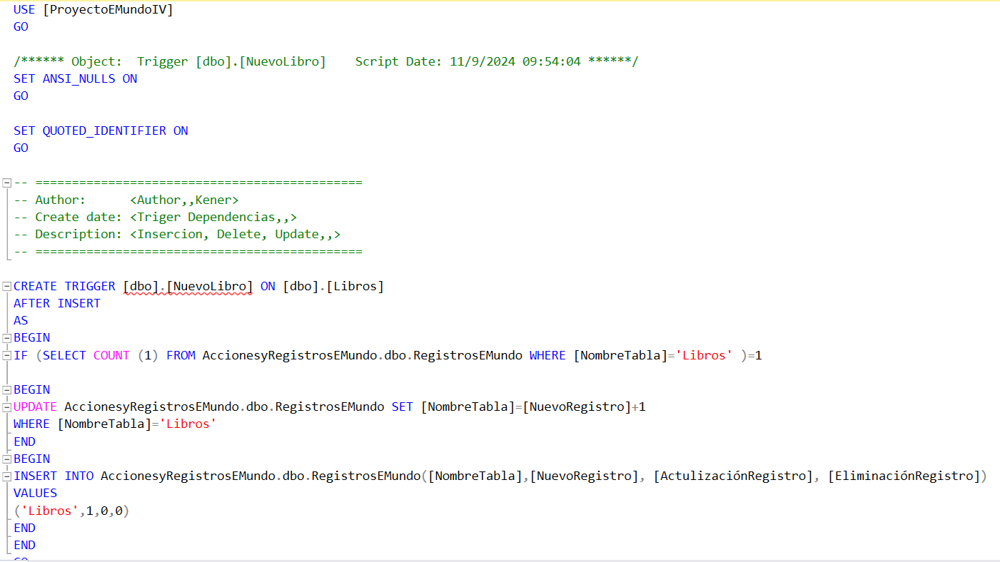 USE [ProyectoEMundoIV]
GO
/****** Object:  Trigger [dbo].[NuevoLibro]    Script Date: 11/9/2024 09:54:04 ******/
SET ANSI_NULLS ON
GO
SET QUOTED_IDENTIFIER ON
GO
-- =============================================
-- Author:      <Author,,Kener>
-- Create date: <Triger Dependencias,,>
-- Description: <Insercion, Delete, Update,,>
-- =============================================
CREATE TRIGGER [dbo].[NuevoLibro] ON [dbo].[Libros]
AFTER INSERT
AS
BEGIN
IF (SELECT COUNT (1) FROM AccionesyRegistrosEMundo.dbo.RegistrosEMundo WHERE [NombreTabla]='Libros' )=1
BEGIN
UPDATE AccionesyRegistrosEMundo.dbo.RegistrosEMundo SET [NombreTabla]=[NuevoRegistro]+1
WHERE [NombreTabla]='Libros'
END
BEGIN
INSERT INTO AccionesyRegistrosEMundo.dbo.RegistrosEMundo([NombreTabla],[NuevoRegistro], [ActulizaciónRegistro], [EliminaciónRegistro])
VALUES
('Libros',1,0,0)
END
END
GO